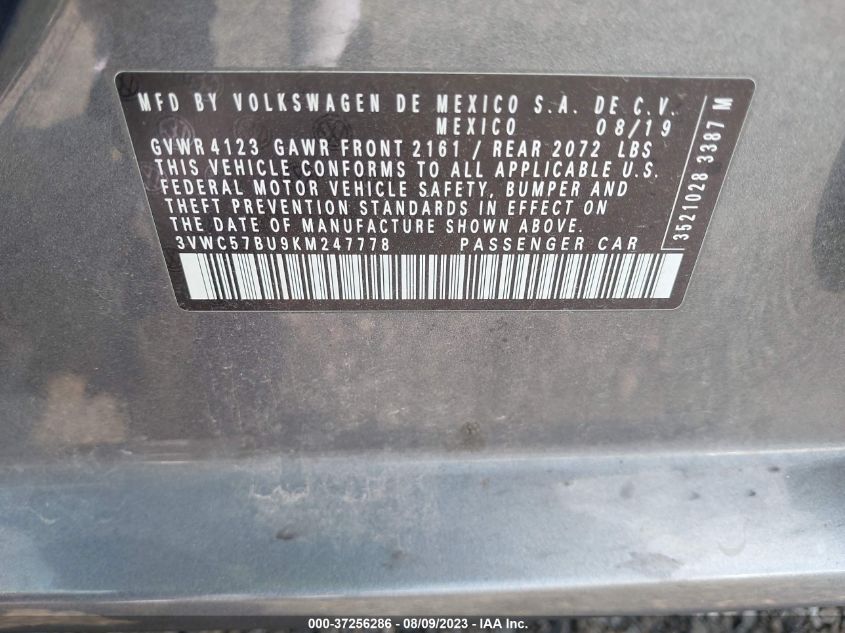 MFD BY VOLKSWAGEN DE MEXICO S.A. DE C.V.
MEXICO 08/19
GVWR 4123 GAWR FRONT 2161 / REAR 2072 LBS
THIS VEHICLE CONFORMS TO ALL APPLICABLE U.S.
FEDERAL MOTOR VEHICLE SAFETY, BUMPER AND
THEFT PREVENTION STANDARDS IN EFFECT ON
THE DATE OF MANUFACTURE SHOWN ABOVE.
3VWC57BU9KM247778 PASSENGER CAR
3521028 3387 M
000-37256286 - 08/09/2023 - IAA Inc.